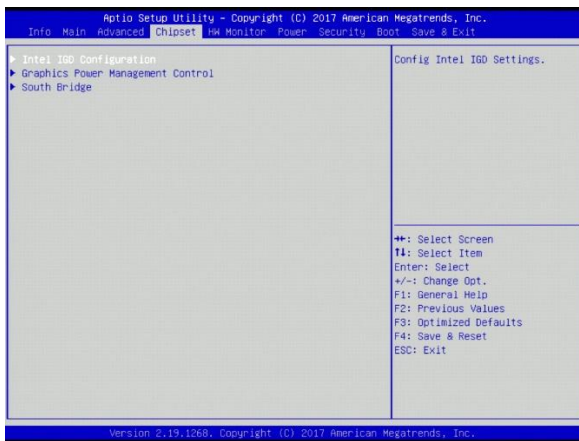 Aptio Setup Utility - Copyright (C) 2017 American Megatrends, Inc.
Info Main Advanced Chipset HW Monitor Power Security Boot Save & Exit
Intel IGD Configuration
Graphics Power Management Control
South Bridge
Config Intel IGD Settings.
→←: Select Screen
↑↓: Select Item
Enter: Select
+/-: Change Opt.
F1: General Help
F2: Previous Values
F3: Optimized Defaults
F4: Save & Reset
ESC: Exit
Version 2.19.1268. Copyright (C) 2017 American Megatrends, Inc.